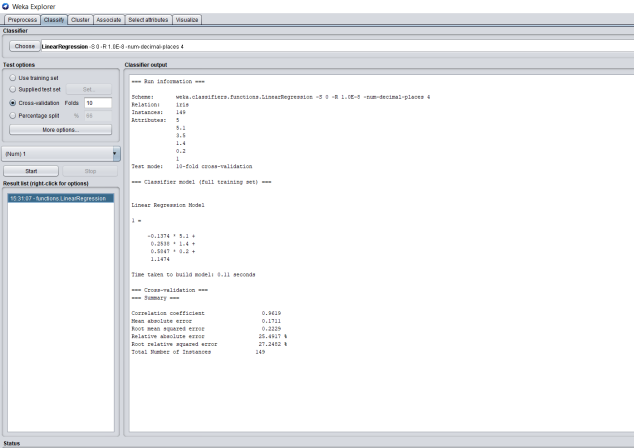 Weka Explorer
Preprocess Classify Cluster Associate Select attributes Visualize
Classifier
Choose LinearRegression -S 0 -R 1.0E-8 -num-decimal-places 4
Test options
Use training set
Supplied test set Set...
Cross-validation Folds 10
Percentage split % 66
More options...
(Num) 1
Start Stop
Result list (right-click for options)
15:31:07 - functions.LinearRegression
Classifier output
=== Run information ===
Scheme: weka.classifiers.functions.LinearRegression -S 0 -R 1.0E-8 -num-decimal-places 4
Relation: iris
Instances: 149
Attributes: 5
5.1
3.5
1.4
0.2
1
Test mode: 10-fold cross-validation
=== Classifier model (full training set) ===
Linear Regression Model
1 =
-0.1374 * 5.1 +
0.2538 * 1.4 +
0.5847 * 0.2 +
1.1474
Time taken to build model: 0.11 seconds
=== Cross-validation ===
=== Summary ===
Correlation coefficient 0.9619
Mean absolute error 0.1711
Root mean squared error 0.2229
Relative absolute error 25.4917 %
Root relative squared error 27.2482 %
Total Number of Instances 149
Status